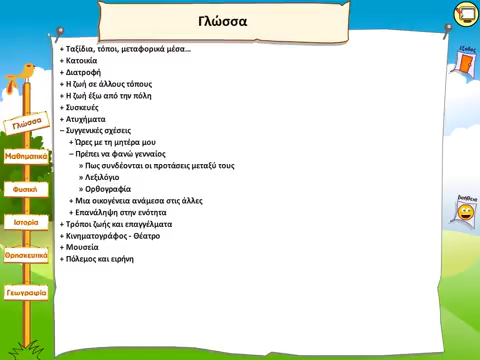 Γλώσσα
+ Ταξίδια, τόποι, μεταφορικά μέσα…
+ Κατοικία
+ Διατροφή
+ Η ζωή σε άλλους τόπους
+ Η ζωή έξω από την πόλη
+ Συσκευές
+ Ατυχήματα
– Συγγενικές σχέσεις
+ Ώρες με τη μητέρα μου
– Πρέπει να φανώ γενναίος
» Πως συνδέονται οι προτάσεις μεταξύ τους
» Λεξιλόγιο
» Ορθογραφία
+ Μια οικογένεια ανάμεσα στις άλλες
+ Επανάληψη στην ενότητα
+ Τρόποι ζωής και επαγγέλματα
+ Κινηματογράφος - Θέατρο
+ Μουσεία
+ Πόλεμος και ειρήνη
Γλώσσα
Μαθηματικά
Φυσική
Ιστορία
Θρησκευτικά
Γεωγραφία
έξοδος
βοήθεια